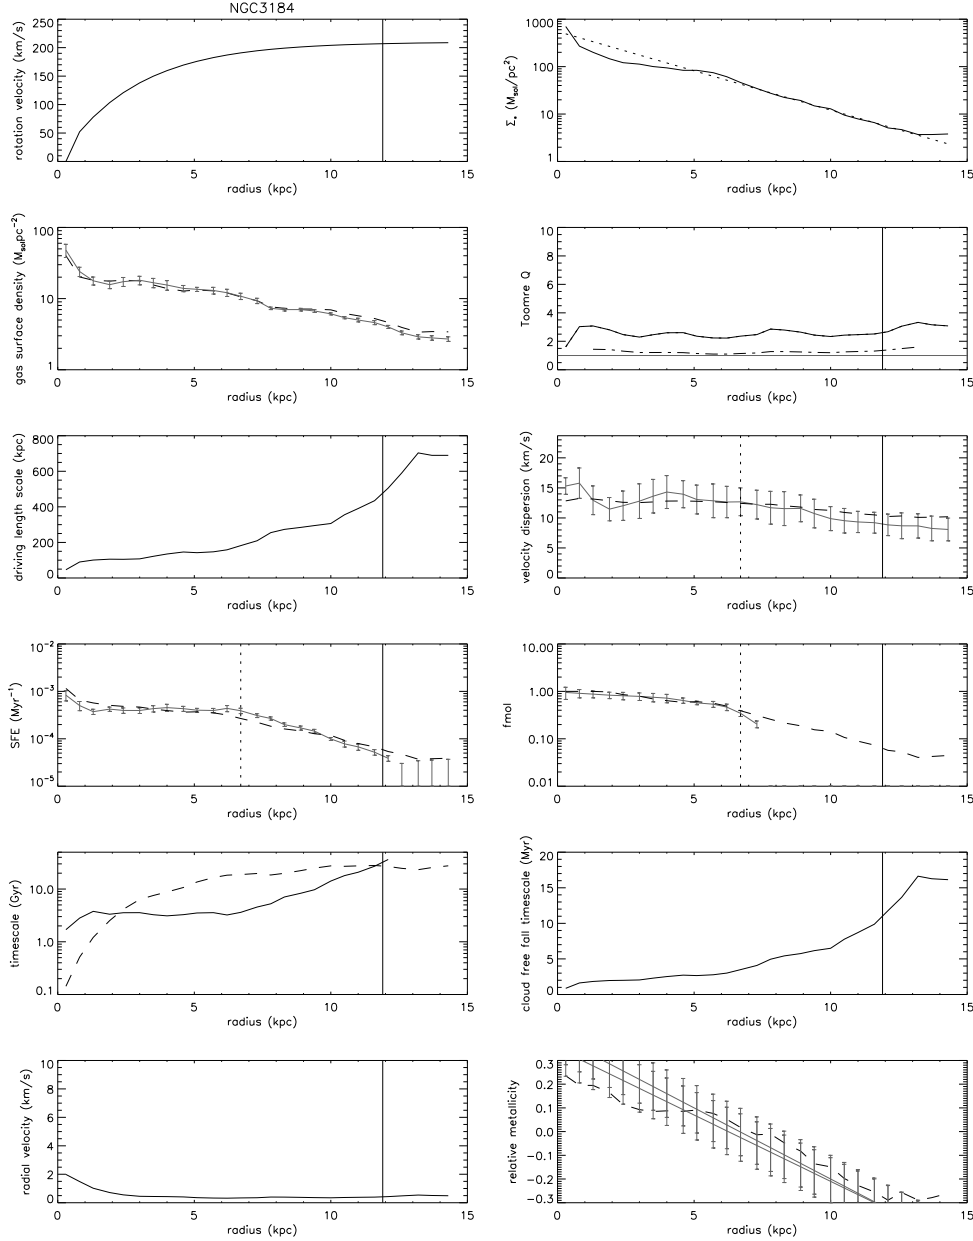 NGC3184
rotation velocity (km/s)
250
200
150
100
50
0
0 5 10 15
radius (kpc)
Σ* (Msol/pc²)
1000
100
10
1
0 5 10 15
radius (kpc)
gas surface density (Msolpc⁻²)
100
10
1
0 5 10 15
radius (kpc)
Toomre Q
10
8
6
4
2
0
0 5 10 15
radius (kpc)
driving length scale (kpc)
800
600
400
200
0
0 5 10 15
radius (kpc)
velocity dispersion (km/s)
20
15
10
5
0
0 5 10 15
radius (kpc)
SFE (Myr⁻¹)
10⁻²
10⁻³
10⁻⁴
10⁻⁵
0 5 10 15
radius (kpc)
fmol
1.00
0.10
0.01
0 5 10 15
radius (kpc)
timescale (Gyr)
10.0
1.0
0.1
0 5 10 15
radius (kpc)
cloud free fall timescale (Myr)
20
15
10
5
0
0 5 10 15
radius (kpc)
radial velocity (km/s)
10
8
6
4
2
0
0 5 10 15
radius (kpc)
relative metallicity
0.3
0.2
0.1
0.0
−0.1
−0.2
−0.3
0 5 10 15
radius (kpc)